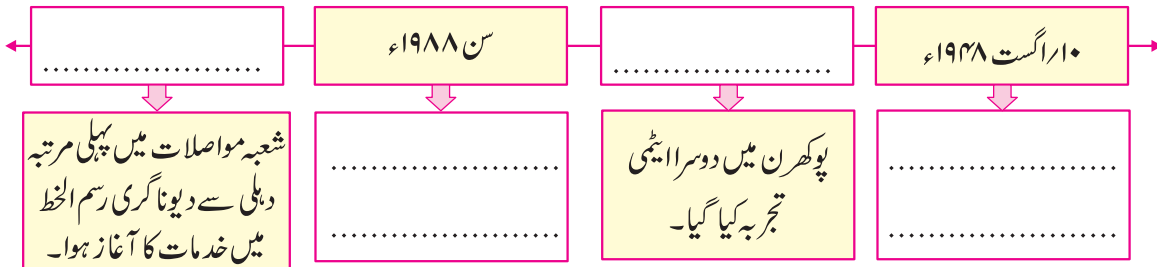 ۱۰؍اگست ۱۹۴۸ء
......................
سن ۱۹۸۸ء
......................
.......................
.......................
پوکھرن میں دوسرا ایٹمی
تجربہ کیا گیا۔
.......................
.......................
شعبہ مواصلات میں پہلی مرتبہ
دہلی سے دیوناگری رسم الخط
میں خدمات کا آغاز ہوا۔